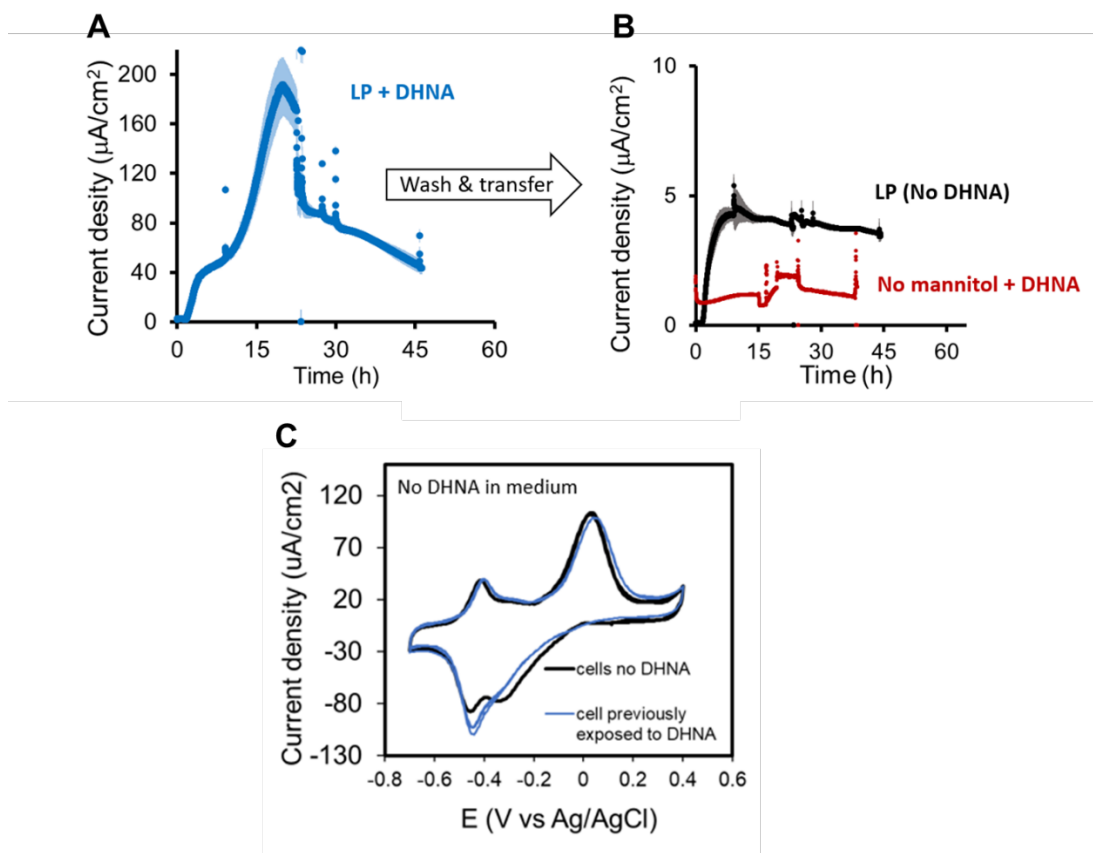 A
Current desity (µA/cm²)
200
160
120
80
40
0
0 15 30 45 60
Time (h)
LP + DHNA
Wash & transfer
B
Current density (µA/cm²)
10
5
0
0 15 30 45 60
Time (h)
LP (No DHNA)
No mannitol + DHNA
C
Current density (uA/cm2)
120
70
20
-30
-80
-130
No DHNA in medium
cells no DHNA
cell previously
exposed to DHNA
-0.8 -0.6 -0.4 -0.2 0 0.2 0.4 0.6
E (V vs Ag/AgCl)